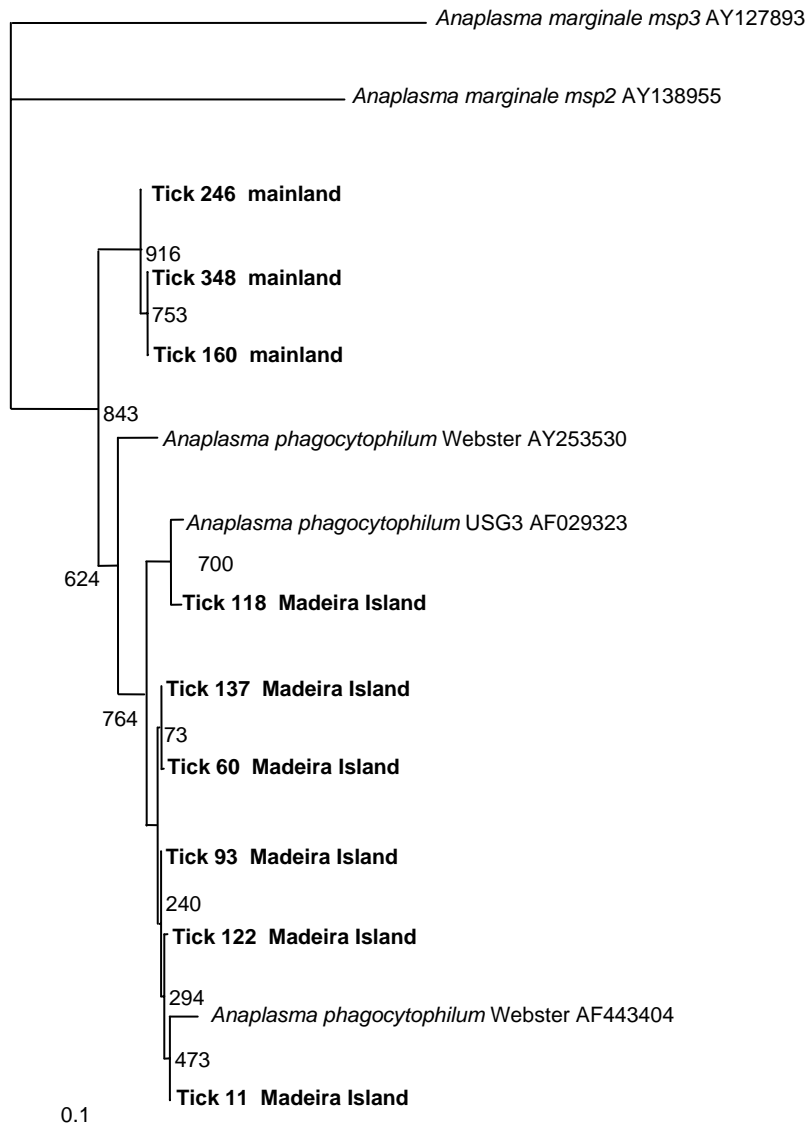 Anaplasma marginale msp3 AY127893
Anaplasma marginale msp2 AY138955
Tick 246 mainland
916
Tick 348 mainland
753
Tick 160 mainland
843
Anaplasma phagocytophilum Webster AY253530
Anaplasma phagocytophilum USG3 AF029323
700
624
Tick 118 Madeira Island
Tick 137 Madeira Island
764
73
Tick 60 Madeira Island
Tick 93 Madeira Island
240
Tick 122 Madeira Island
294
Anaplasma phagocytophilum Webster AF443404
473
Tick 11 Madeira Island
0.1